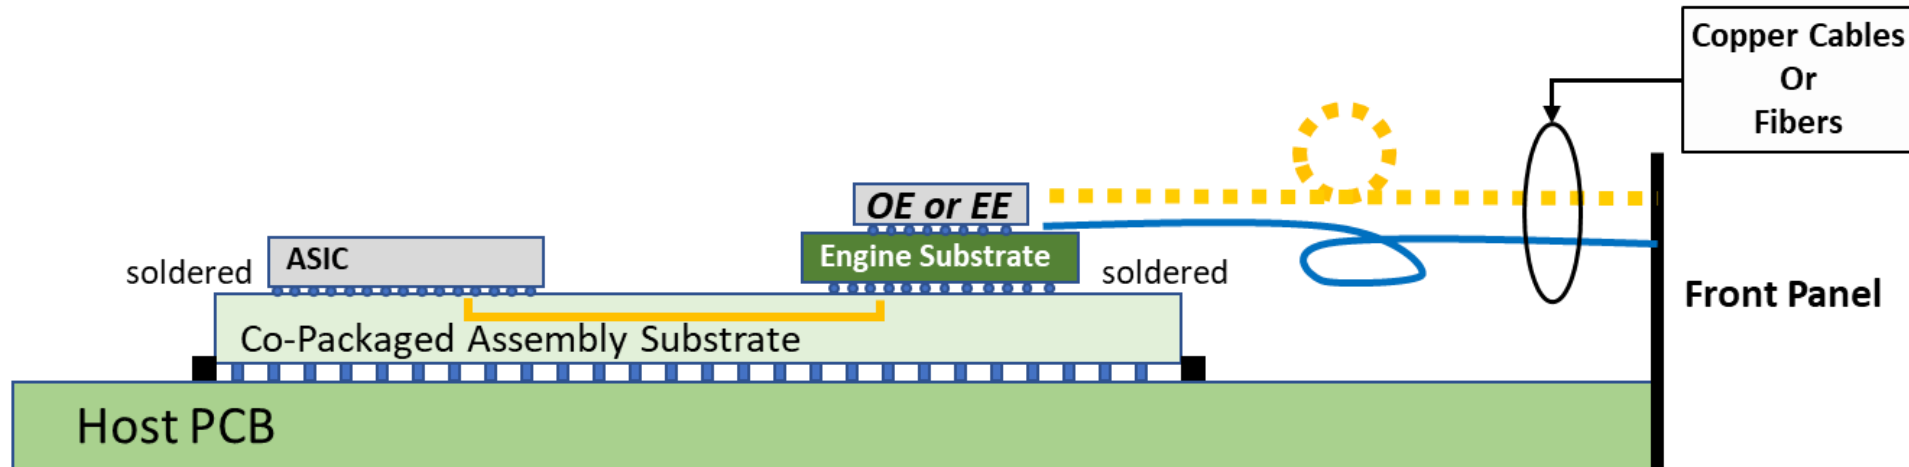 Copper Cables
Or
Fibers
OE or EE
ASIC
Engine Substrate
soldered
soldered
Front Panel
Co-Packaged Assembly Substrate
Host PCB